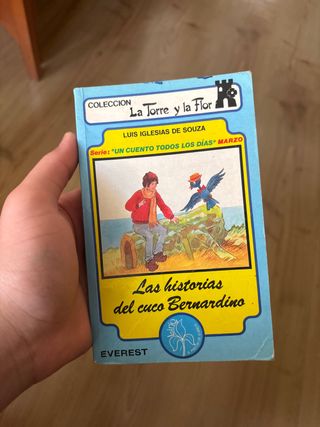 COLECCION La Torre y la Flor
LUIS IGLESIAS DE SOUZA
Serie: "UN CUENTO TODOS LOS DÍAS" MARZO
Las historias
del cuco Bernardino
EVEREST